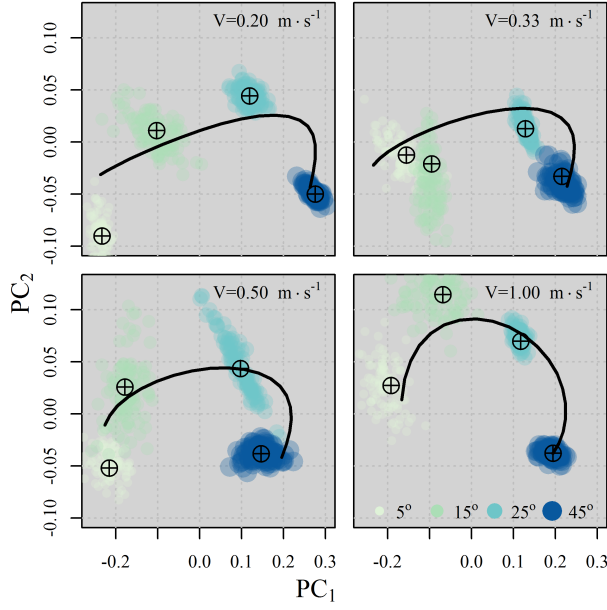 V=0.20 m · s⁻¹
V=0.33 m · s⁻¹
0.10
0.05
0.00
-0.05
-0.10
PC₂
V=0.50 m · s⁻¹
V=1.00 m · s⁻¹
0.10
0.05
0.00
-0.05
-0.10
5º 15º 25º 45º
-0.2 0.0 0.1 0.2 0.3
-0.2 0.0 0.1 0.2 0.3
PC₁